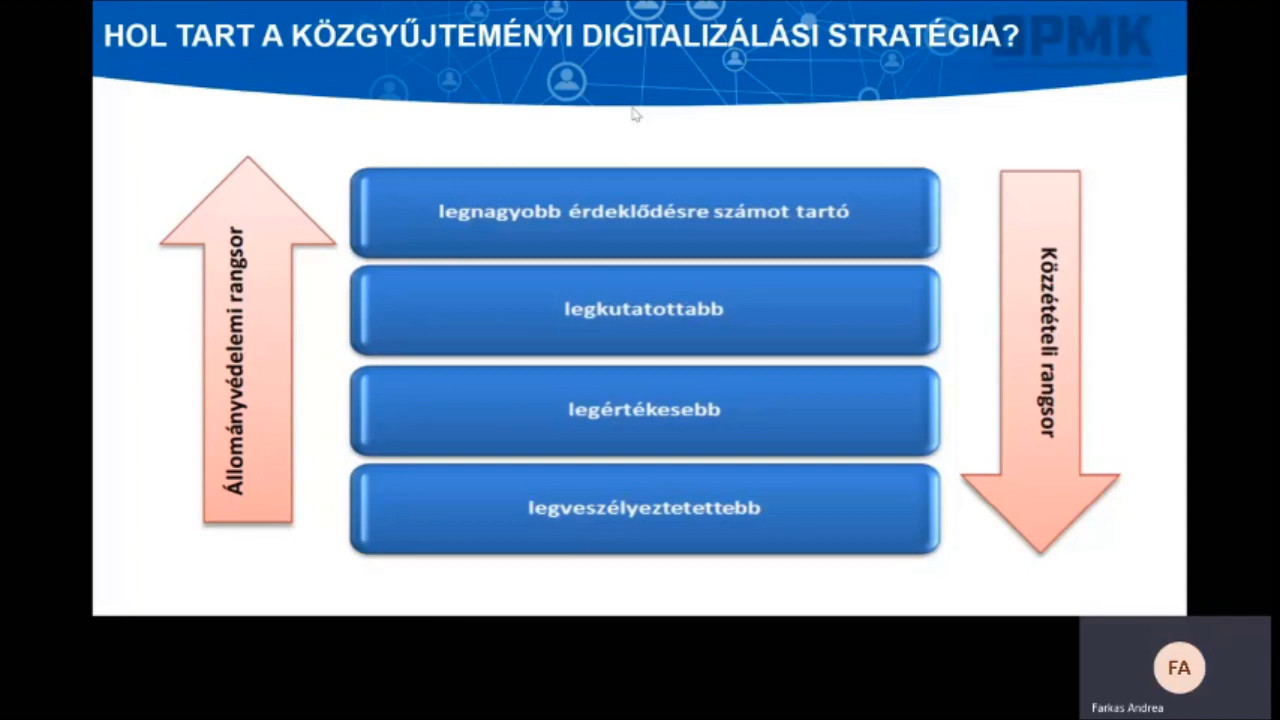 HOL TART A KÖZGYŰJTEMÉNYI DIGITALIZÁLÁSI STRATÉGIA?
PMK
Állományvédelemi rangsor
legnagyobb érdeklődésre számot tartó
legkutatottabb
legértékesebb
legveszélyeztetettebb
Közzétételi rangsor
FA
Farkas Andrea